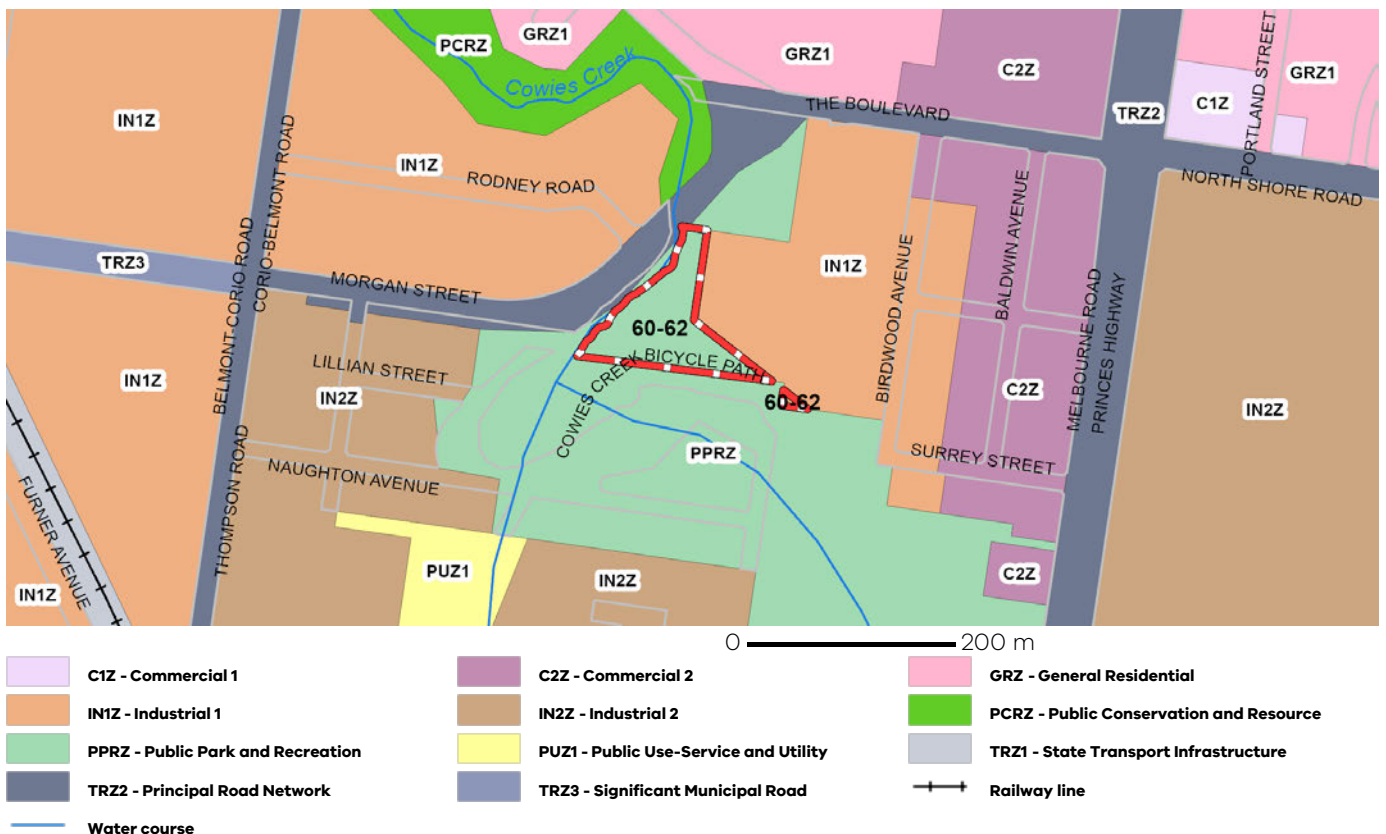 PCRZ
GRZ1
Cowies Creek
GRZ1
C2Z
THE BOULEVARD
TRZ2
C1Z
PORTLAND STREET
GRZ1
NORTH SHORE ROAD
IN1Z
CORIO-BELMONT ROAD
BELMONT-CORIO ROAD
IN1Z
RODNEY ROAD
TRZ3
MORGAN STREET
IN1Z
BIRDWOOD AVENUE
BALDWIN AVENUE
MELBOURNE ROAD
PRINCES HIGHWAY
60-62
BICYCLE PATH
60-62
COWIES CREEK
LILLIAN STREET
IN1Z
IN2Z
C2Z
IN2Z
PPRZ
SURREY STREET
NAUGHTON AVENUE
THOMPSON ROAD
FURNER AVENUE
IN1Z
PUZ1
IN2Z
C2Z
0 200 m
C1Z - Commercial 1
C2Z - Commercial 2
GRZ - General Residential
IN1Z - Industrial 1
IN2Z - Industrial 2
PCRZ - Public Conservation and Resource
PPRZ - Public Park and Recreation
PUZ1 - Public Use-Service and Utility
TRZ1 - State Transport Infrastructure
TRZ2 - Principal Road Network
TRZ3 - Significant Municipal Road
Railway line
Water course